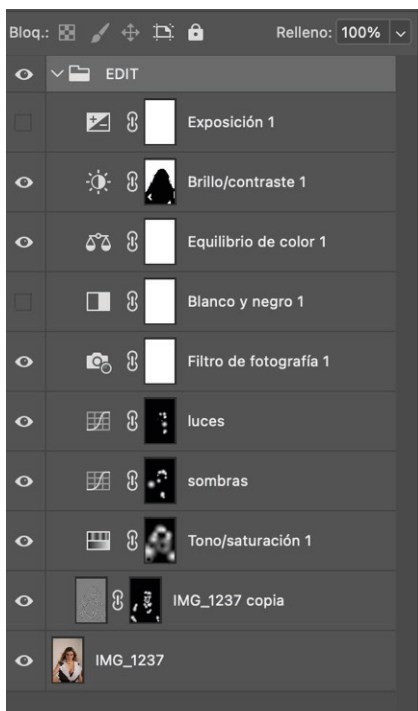 Bloq.: Relleno: 100%
EDIT
Exposición 1
Brillo/contraste 1
Equilibrio de color 1
Blanco y negro 1
Filtro de fotografía 1
luces
sombras
Tono/saturación 1
IMG_1237 copia
IMG_1237